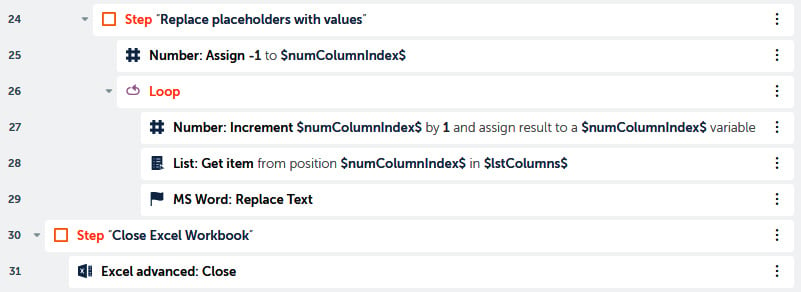 24 Step "Replace placeholders with values"
25 Number: Assign -1 to $numColumnIndex$
26 Loop
27 Number: Increment $numColumnIndex$ by 1 and assign result to a $numColumnIndex$ variable
28 List: Get item from position $numColumnIndex$ in $lstColumns$
29 MS Word: Replace Text
30 Step "Close Excel Workbook"
31 Excel advanced: Close